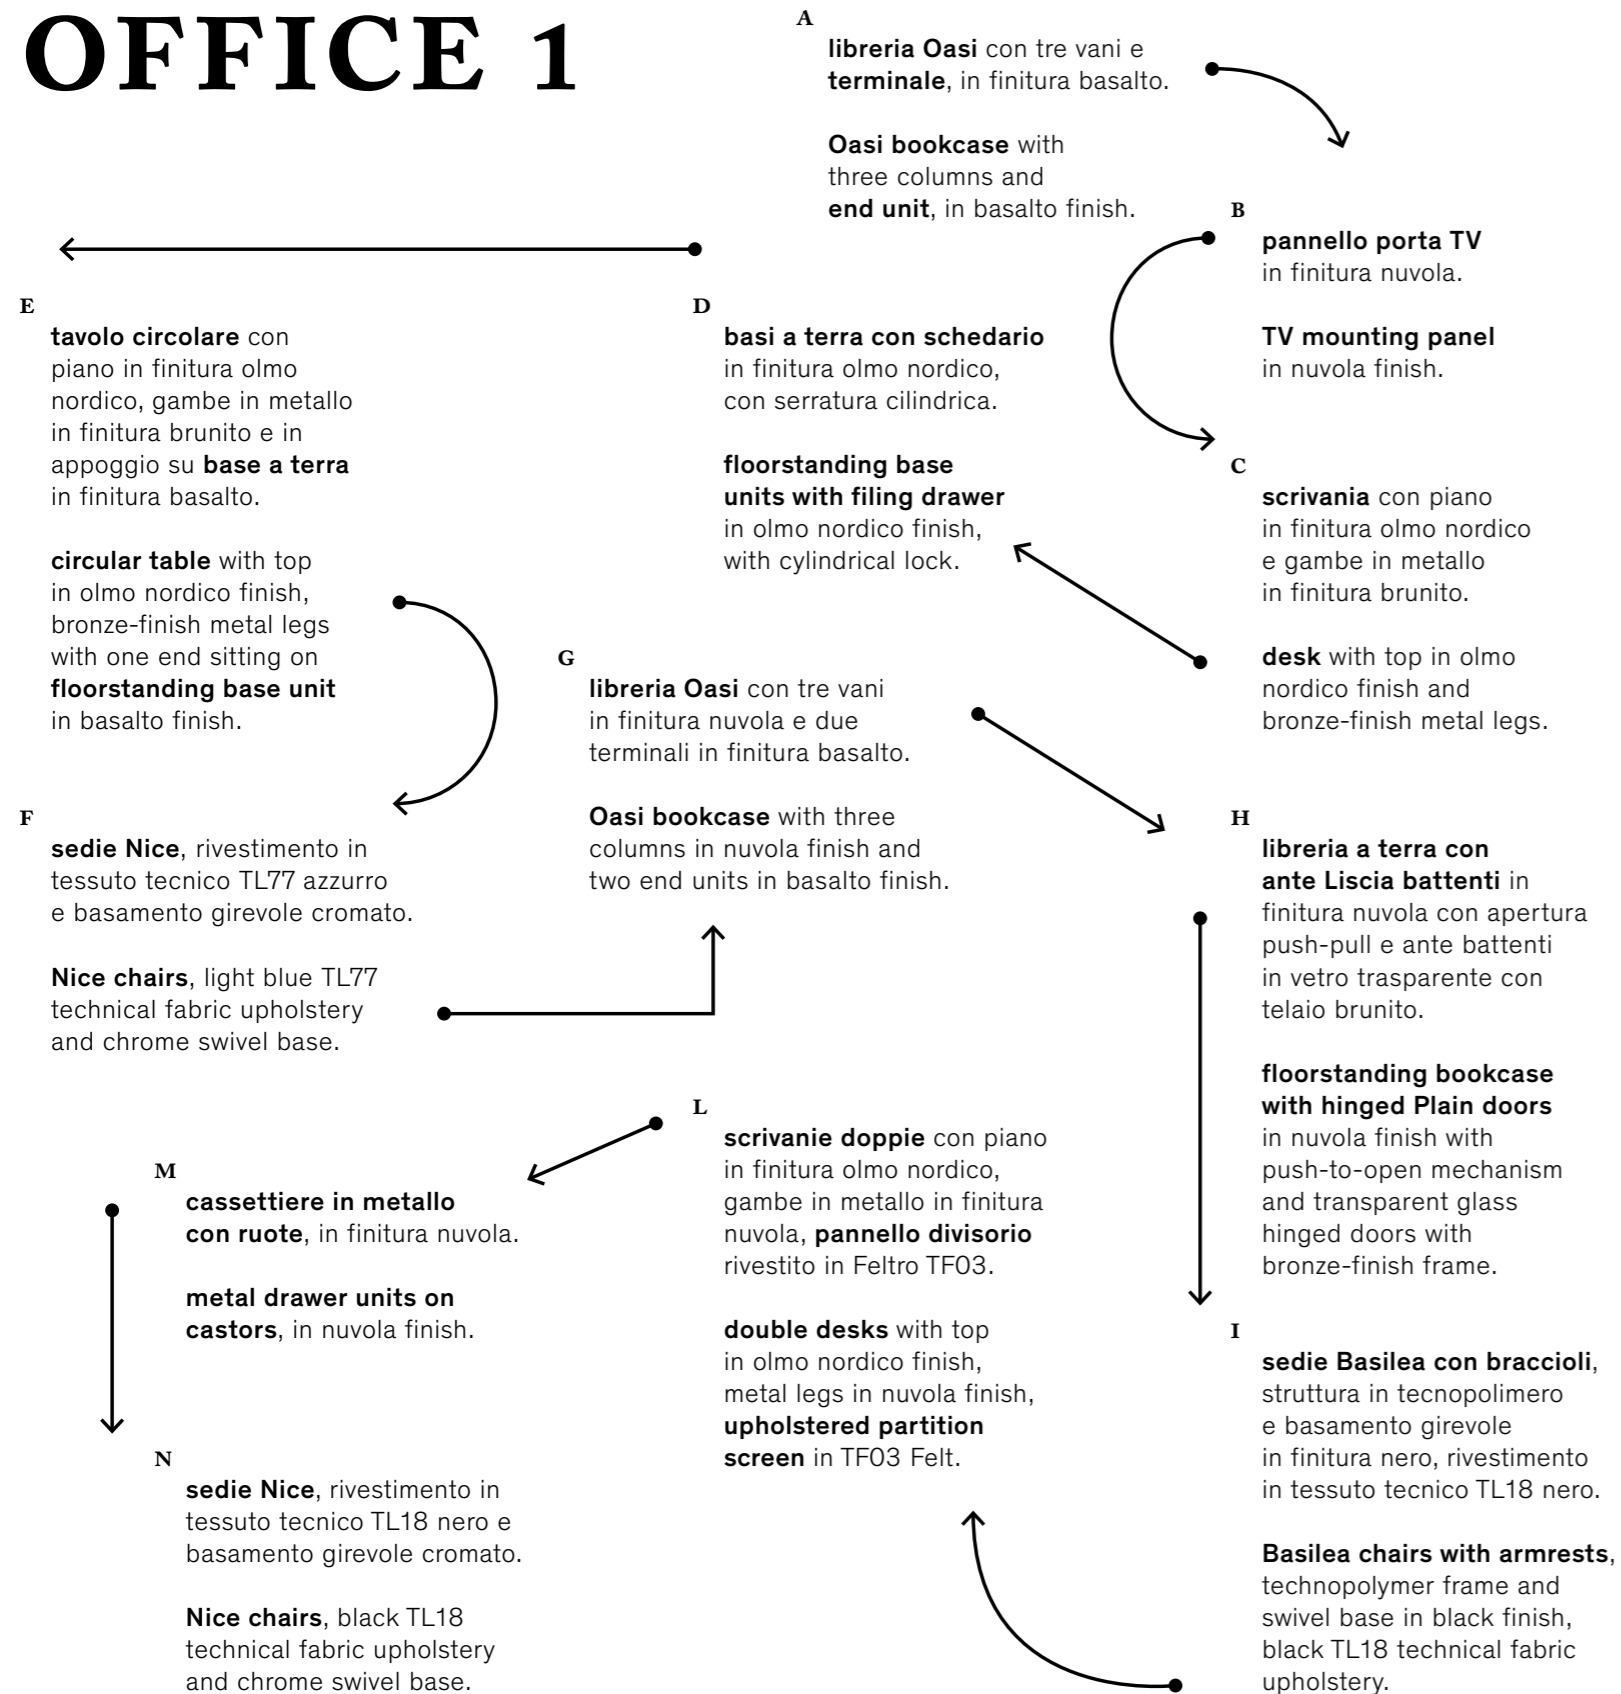 OFFICE 1
A
libreria Oasi con tre vani e
terminale, in finitura basalto.
Oasi bookcase with
three columns and
end unit, in basalto finish.
B
pannello porta TV
in finitura nuvola.
TV mounting panel
in nuvola finish.
C
scrivania con piano
in finitura olmo nordico
e gambe in metallo
in finitura brunito.
desk with top in olmo
nordico finish and
bronze-finish metal legs.
D
basi a terra con schedario
in finitura olmo nordico,
con serratura cilindrica.
floorstanding base
units with filing drawer
in olmo nordico finish,
with cylindrical lock.
E
tavolo circolare con
piano in finitura olmo
nordico, gambe in metallo
in finitura brunito e in
appoggio su base a terra
in finitura basalto.
circular table with top
in olmo nordico finish,
bronze-finish metal legs
with one end sitting on
floorstanding base unit
in basalto finish.
F
sedie Nice, rivestimento in
tessuto tecnico TL77 azzurro
e basamento girevole cromato.
Nice chairs, light blue TL77
technical fabric upholstery
and chrome swivel base.
G
libreria Oasi con tre vani
in finitura nuvola e due
terminali in finitura basalto.
Oasi bookcase with three
columns in nuvola finish and
two end units in basalto finish.
H
libreria a terra con
ante Liscia battenti in
finitura nuvola con apertura
push-pull e ante battenti
in vetro trasparente con
telaio brunito.
floorstanding bookcase
with hinged Plain doors
in nuvola finish with
push-to-open mechanism
and transparent glass
hinged doors with
bronze-finish frame.
I
sedie Basilea con braccioli,
struttura in tecnopolimero
e basamento girevole
in finitura nero, rivestimento
in tessuto tecnico TL18 nero.
Basilea chairs with armrests,
technopolymer frame and
swivel base in black finish,
black TL18 technical fabric
upholstery.
L
scrivanie doppie con piano
in finitura olmo nordico,
gambe in metallo in finitura
nuvola, pannello divisorio
rivestito in Feltro TF03.
double desks with top
in olmo nordico finish,
metal legs in nuvola finish,
upholstered partition
screen in TF03 Felt.
M
cassettiere in metallo
con ruote, in finitura nuvola.
metal drawer units on
castors, in nuvola finish.
N
sedie Nice, rivestimento in
tessuto tecnico TL18 nero e
basamento girevole cromato.
Nice chairs, black TL18
technical fabric upholstery
and chrome swivel base.